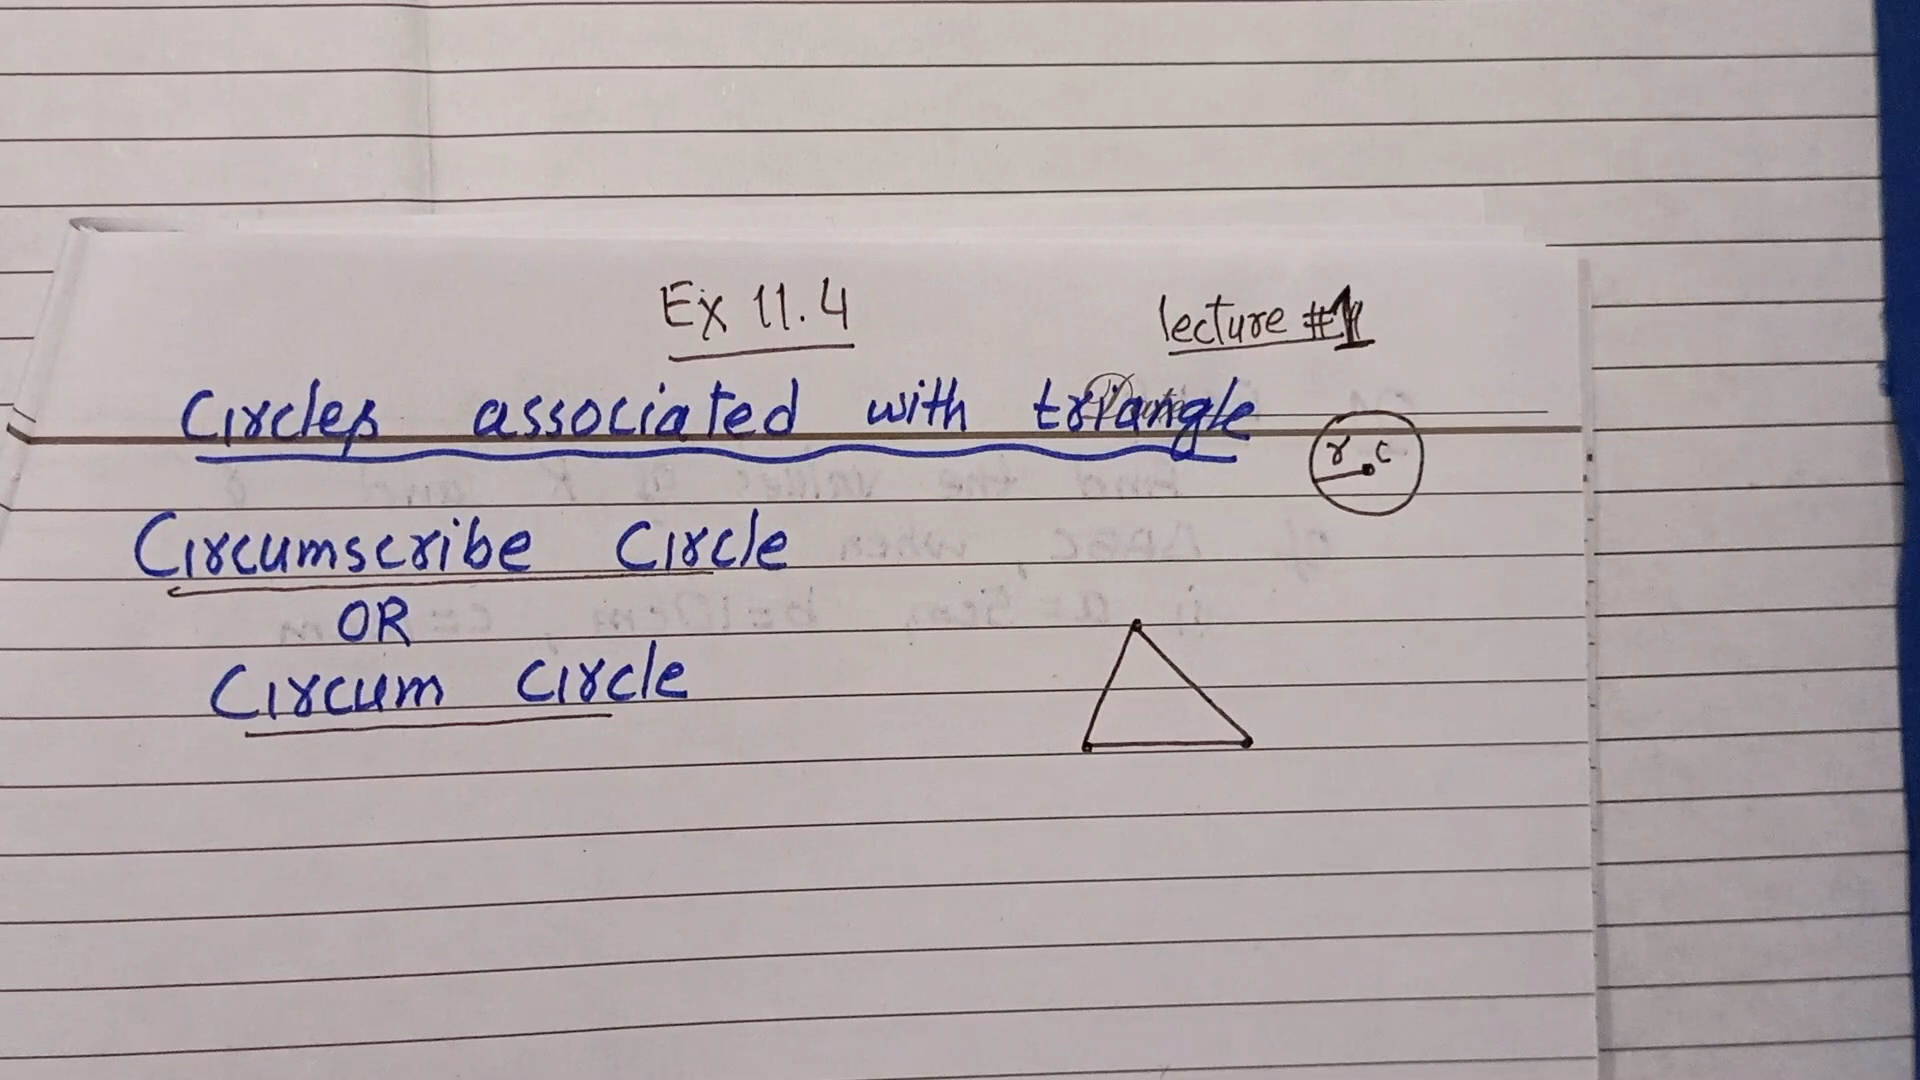 Ex 11.4
lecture #1
Circles associated with triangle
r c
Circumscribe Circle
OR
Circum circle